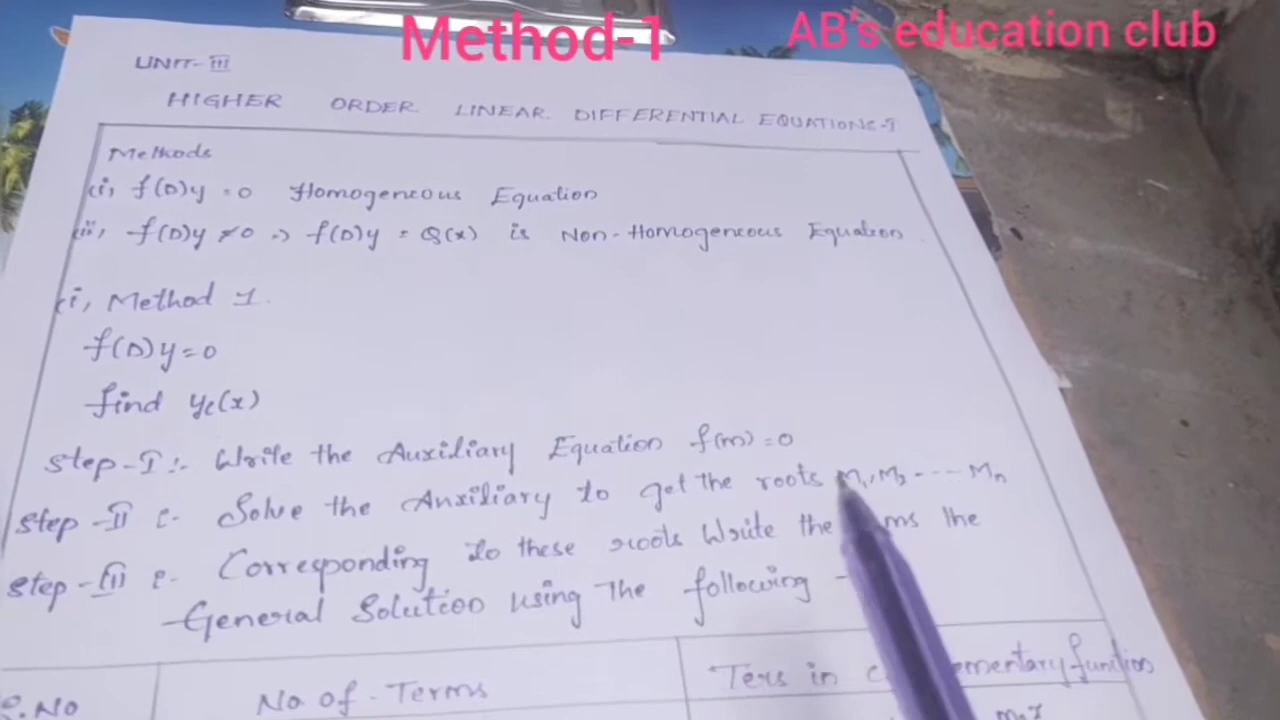 Method-1
AB's education club
UNIT-III
HIGHER ORDER LINEAR DIFFERENTIAL EQUATIONS-I
Methods
(i, f(D)y = 0 Homogeneous Equation
(ii, f(D)y ≠ 0 → f(D)y = Q(x) is Non-Homogeneous Equation
(i, Method 1.
f(D)y=0
find yc(x)
Step-I :- Write the Auxiliary Equation f(m)=0
Step-II :- Solve the Auxiliary to get the roots M1, M2 --- Mn
Step-III :- Corresponding to these roots Write the the
General Solution using the following
S.No
No of Terms
Ters in